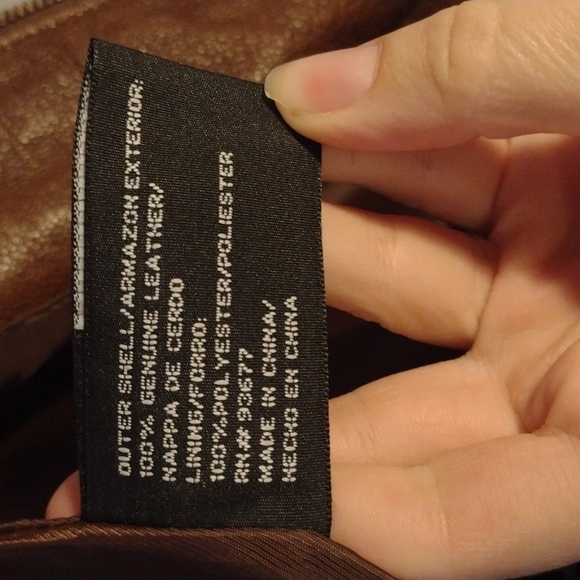 OUTER SHELL/ARMAZON EXTERIOR:
100% GENUINE LEATHER/
NAPPA DE CERDO
LINING/FORRO:
100%POLYESTER/POLIESTER
RN# 93677
MADE IN CHINA/
HECHO EN CHINA